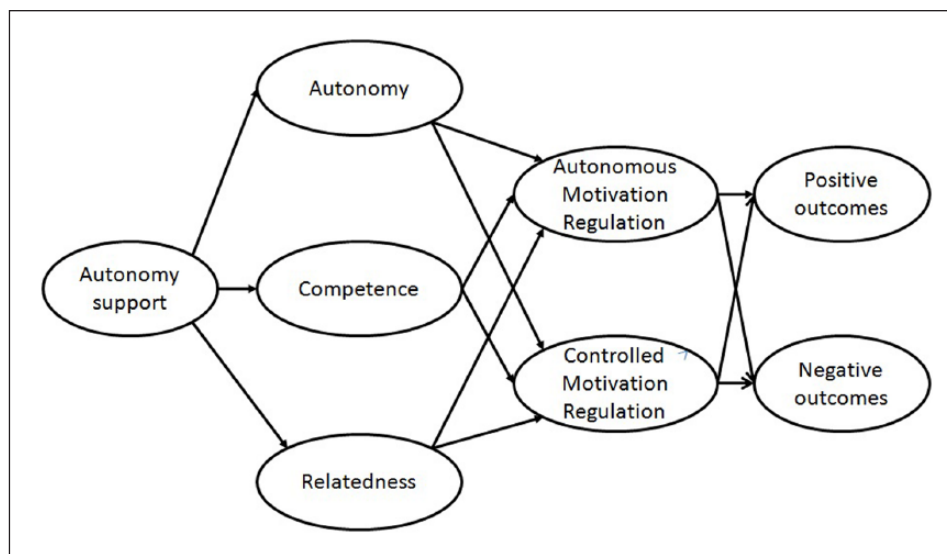 Autonomy
Autonomy
support
Competence
Relatedness
Autonomous
Motivation
Regulation
Controlled
Motivation
Regulation
Positive
outcomes
Negative
outcomes